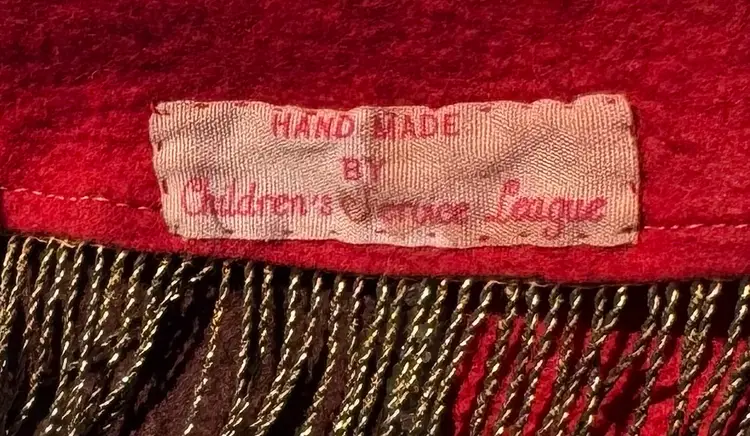 HAND MADE
BY
Children's Service League